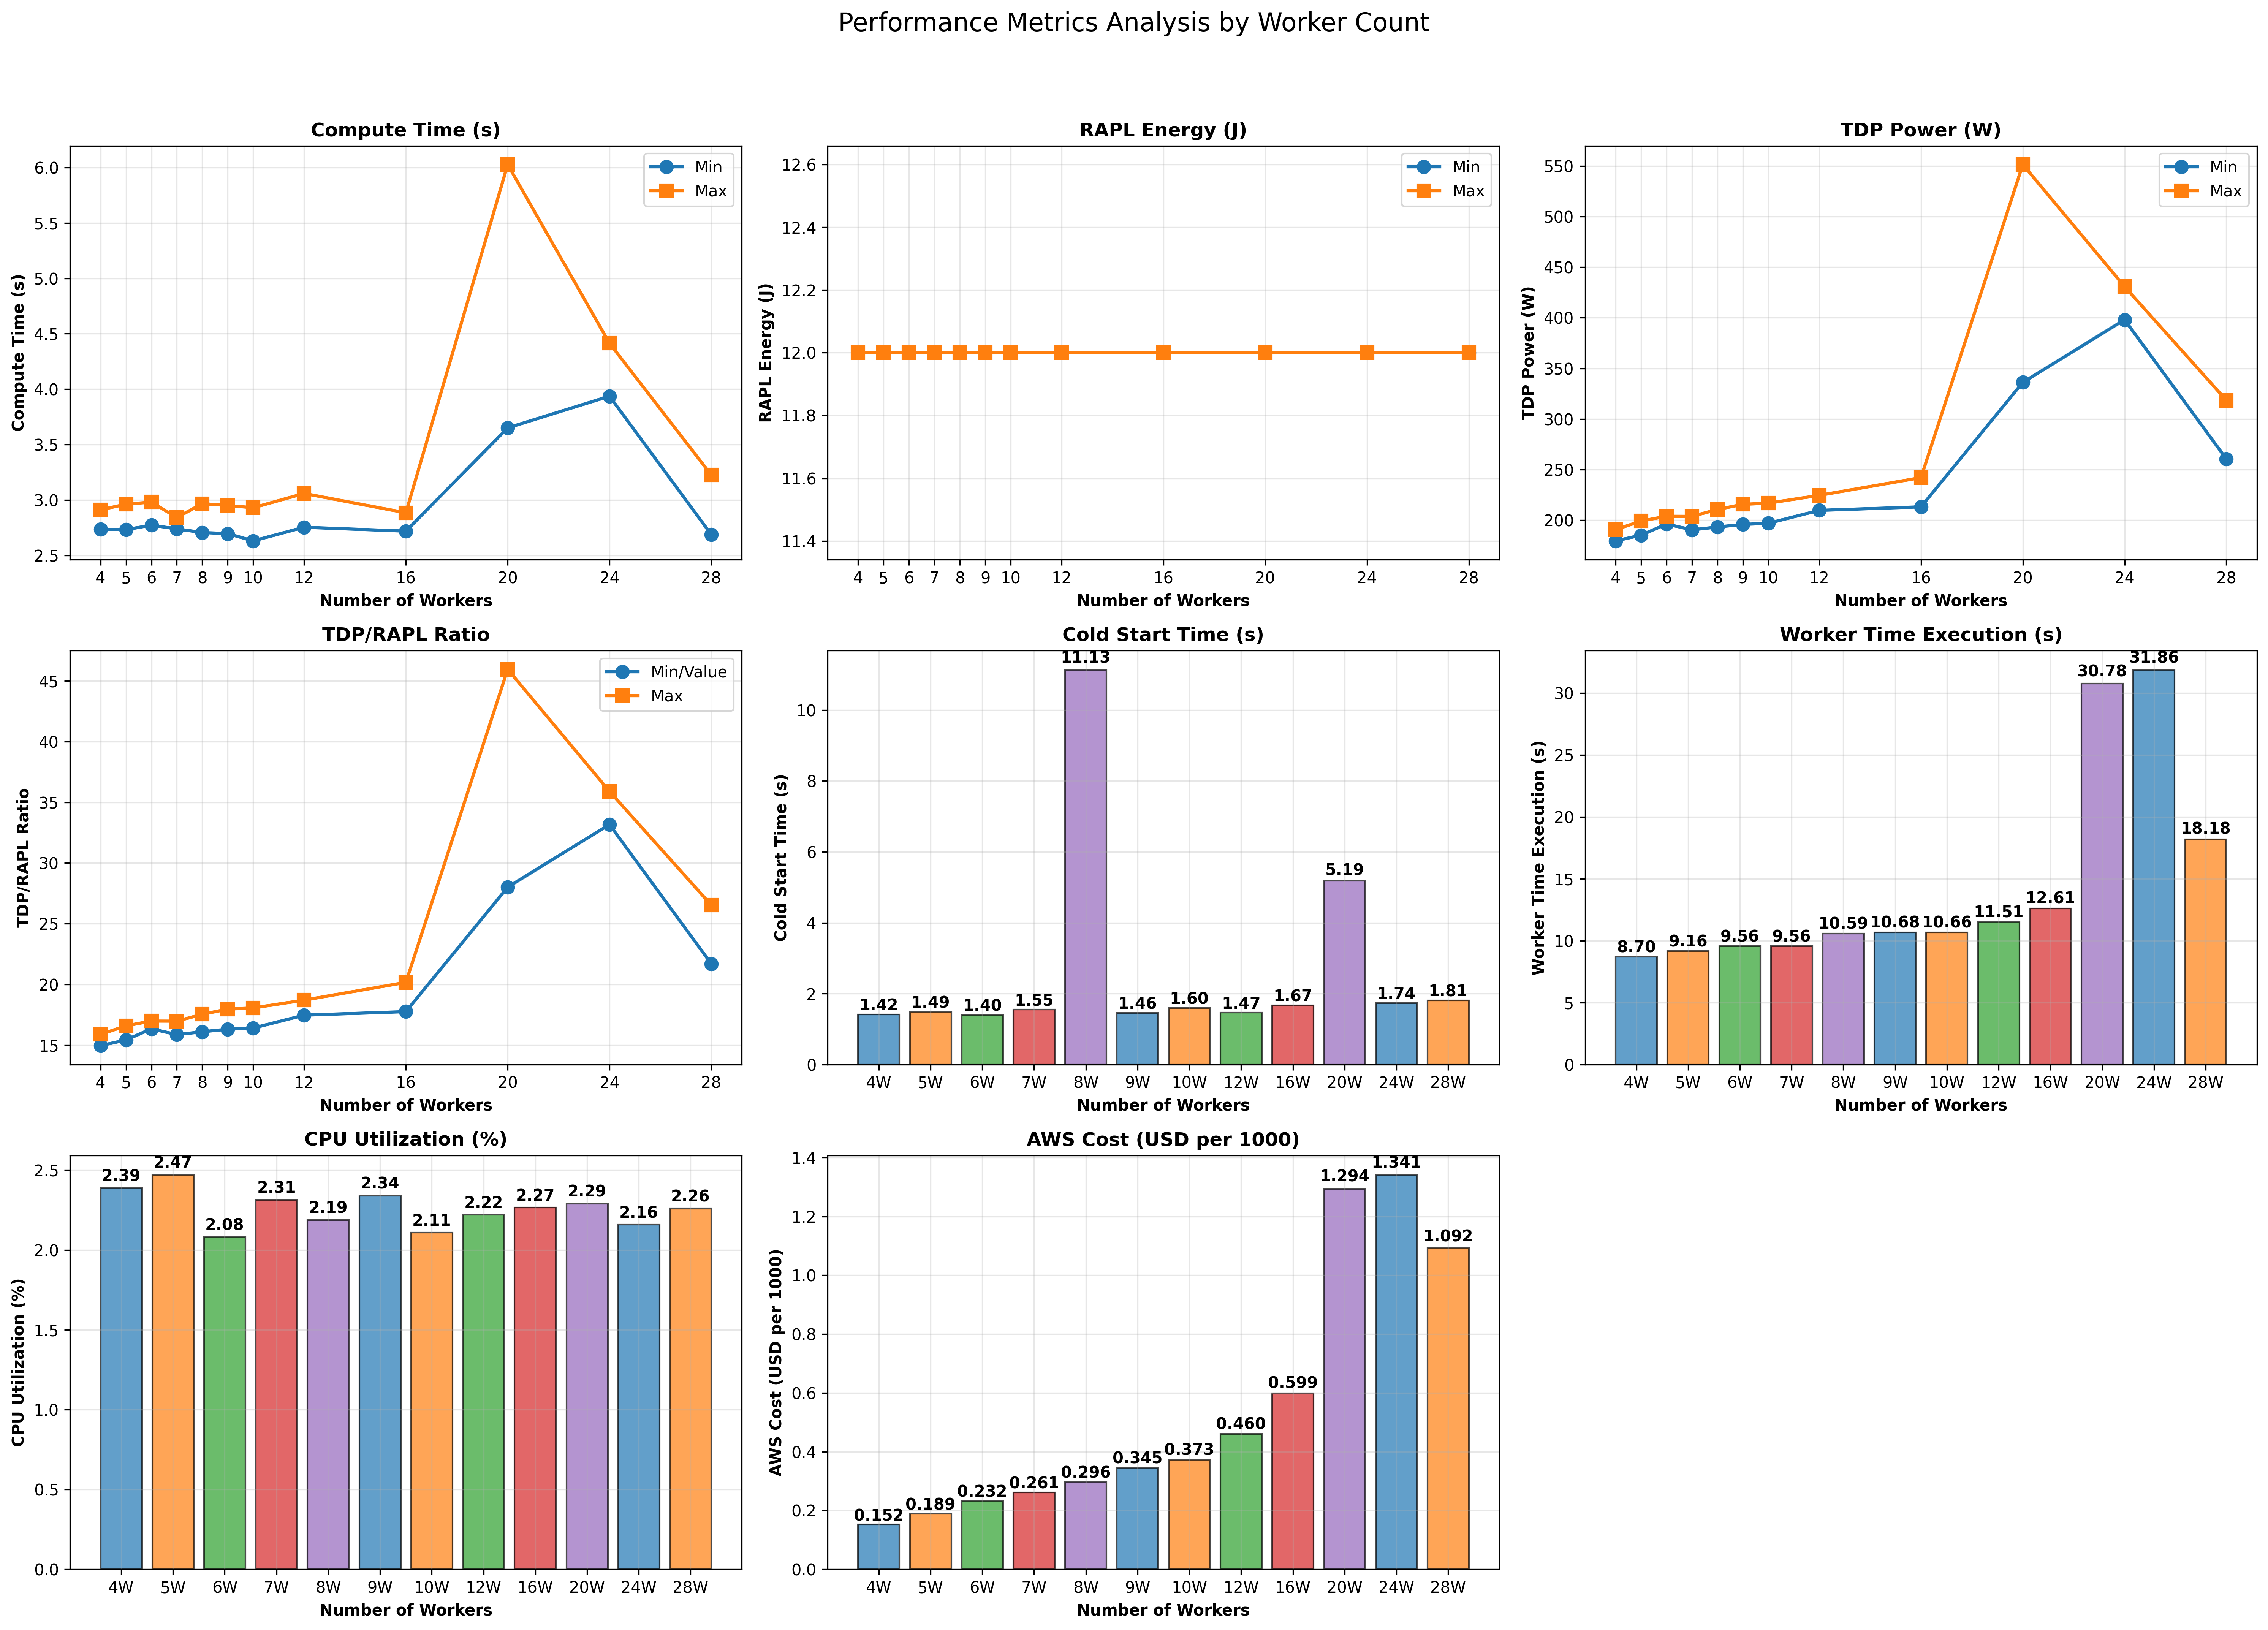 Performance Metrics Analysis by Worker Count
Compute Time (s)
Compute Time (s)
6.0
5.5
5.0
4.5
4.0
3.5
3.0
2.5
Min
Max
4 5 6 7 8 9 10 12 16 20 24 28
Number of Workers
RAPL Energy (J)
RAPL Energy (J)
12.6
12.4
12.2
12.0
11.8
11.6
11.4
Min
Max
4 5 6 7 8 9 10 12 16 20 24 28
Number of Workers
TDP Power (W)
TDP Power (W)
550
500
450
400
350
300
250
200
Min
Max
4 5 6 7 8 9 10 12 16 20 24 28
Number of Workers
TDP/RAPL Ratio
TDP/RAPL Ratio
45
40
35
30
25
20
15
Min/Value
Max
4 5 6 7 8 9 10 12 16 20 24 28
Number of Workers
Cold Start Time (s)
Cold Start Time (s)
10
8
6
4
2
0
1.42 1.49 1.40 1.55 11.13 1.46 1.60 1.47 1.67 5.19 1.74 1.81
4W 5W 6W 7W 8W 9W 10W 12W 16W 20W 24W 28W
Number of Workers
Worker Time Execution (s)
Worker Time Execution (s)
30
25
20
15
10
5
0
8.70 9.16 9.56 9.56 10.59 10.68 10.66 11.51 12.61 30.78 31.86 18.18
4W 5W 6W 7W 8W 9W 10W 12W 16W 20W 24W 28W
Number of Workers
CPU Utilization (%)
CPU Utilization (%)
2.5
2.0
1.5
1.0
0.5
0.0
2.39 2.47 2.08 2.31 2.19 2.34 2.11 2.22 2.27 2.29 2.16 2.26
4W 5W 6W 7W 8W 9W 10W 12W 16W 20W 24W 28W
Number of Workers
AWS Cost (USD per 1000)
AWS Cost (USD per 1000)
1.4
1.2
1.0
0.8
0.6
0.4
0.2
0.0
0.152 0.189 0.232 0.261 0.296 0.345 0.373 0.460 0.599 1.294 1.341 1.092
4W 5W 6W 7W 8W 9W 10W 12W 16W 20W 24W 28W
Number of Workers